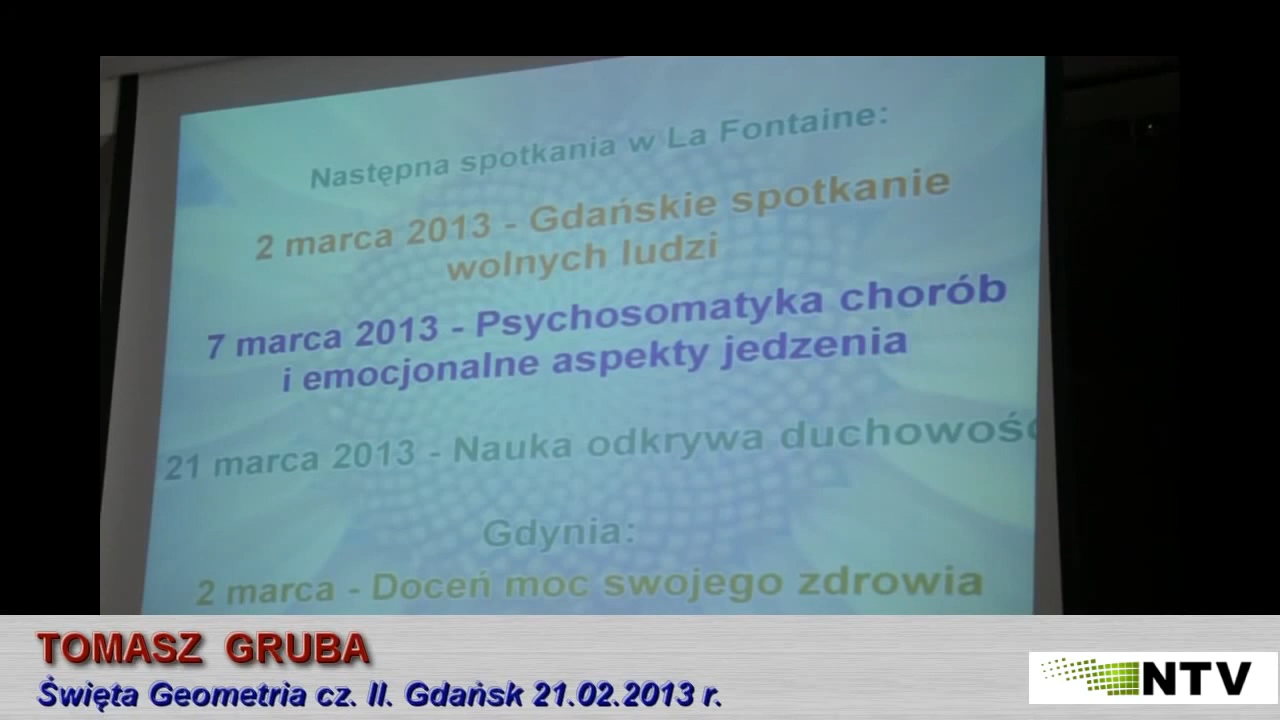 Następna spotkania w La Fontaine:
2 marca 2013 - Gdańskie spotkanie
wolnych ludzi
7 marca 2013 - Psychosomatyka chorób
i emocjonalne aspekty jedzenia
21 marca 2013 - Nauka odkrywa duchowość
Gdynia:
2 marca - Doceń moc swojego zdrowia
TOMASZ GRUBA
Święta Geometria cz. II. Gdańsk 21.02.2013 r.
NTV